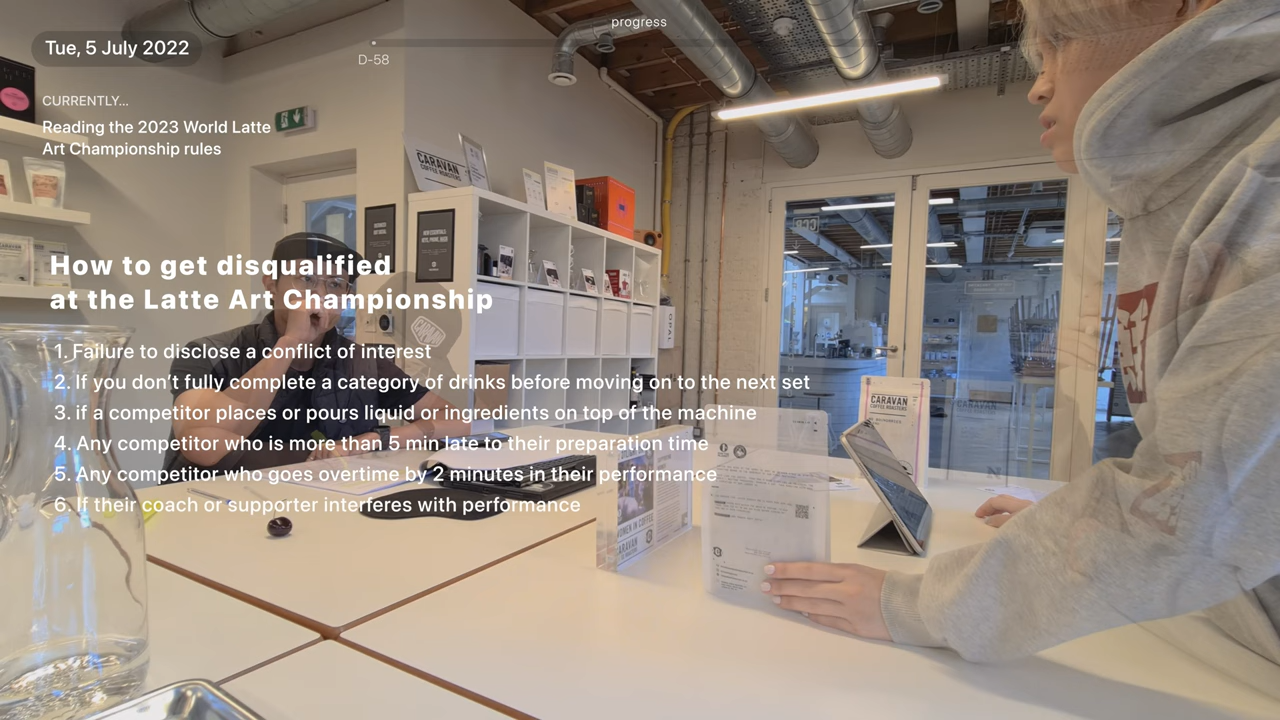 progress
Tue, 5 July 2022
D-58
CURRENTLY...
Reading the 2023 World Latte
Art Championship rules
CARAVAN
COFFEE ROASTERS
How to get disqualified
at the Latte Art Championship
1. Failure to disclose a conflict of interest
2. If you don’t fully complete a category of drinks before moving on to the next set
3. if a competitor places or pours liquid or ingredients on top of the machine
4. Any competitor who is more than 5 min late to their preparation time
5. Any competitor who goes overtime by 2 minutes in their performance
6. If their coach or supporter interferes with performance
CARAVAN
COFFEE ROASTERS
WOMEN IN COFFEE
CARAVAN